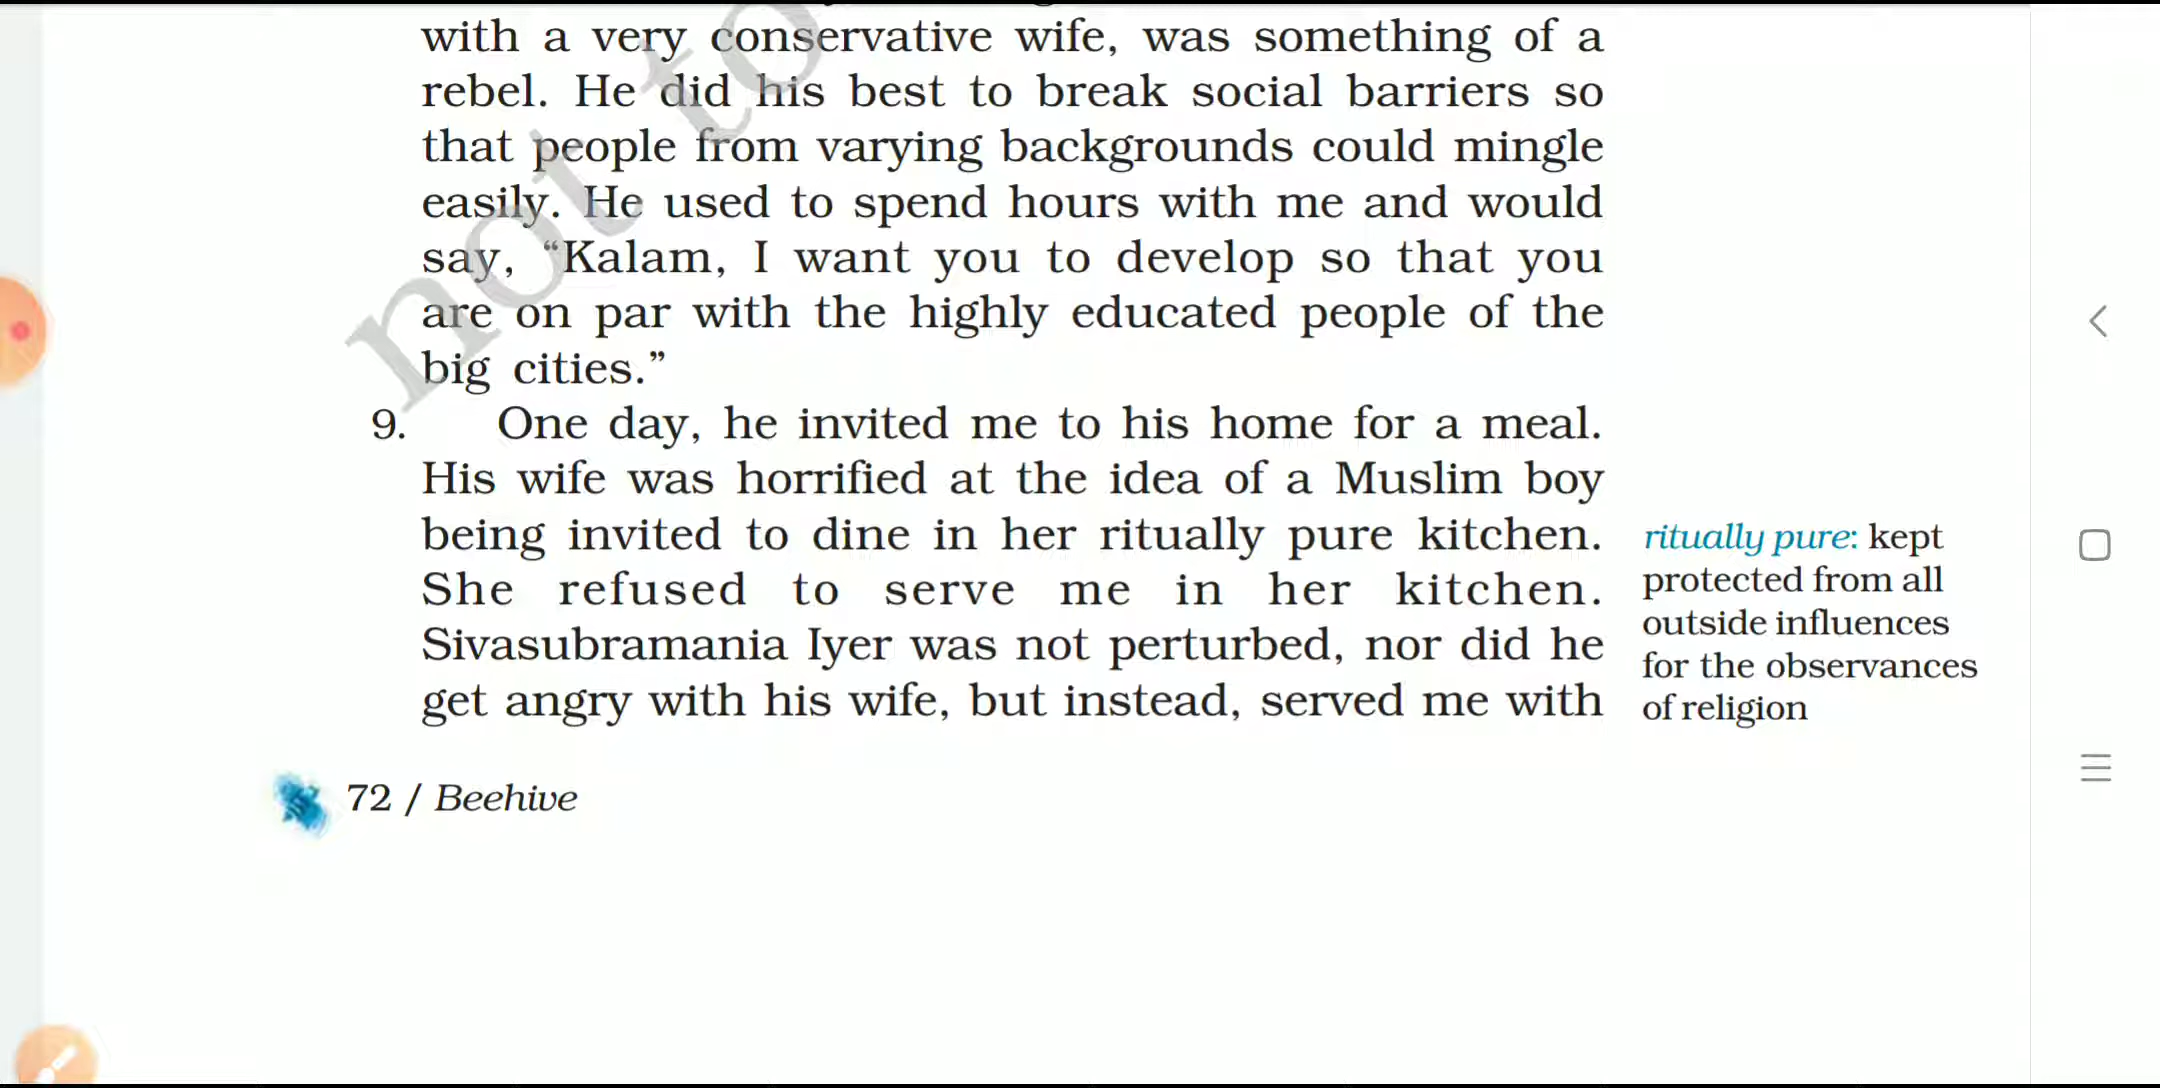 with a very conservative wife, was something of a
rebel. He did his best to break social barriers so
that people from varying backgrounds could mingle
easily. He used to spend hours with me and would
say, “Kalam, I want you to develop so that you
are on par with the highly educated people of the
big cities.”
9. One day, he invited me to his home for a meal.
His wife was horrified at the idea of a Muslim boy
being invited to dine in her ritually pure kitchen.
She refused to serve me in her kitchen.
Sivasubramania Iyer was not perturbed, nor did he
get angry with his wife, but instead, served me with
ritually pure: kept
protected from all
outside influences
for the observances
of religion
72 / Beehive
not to